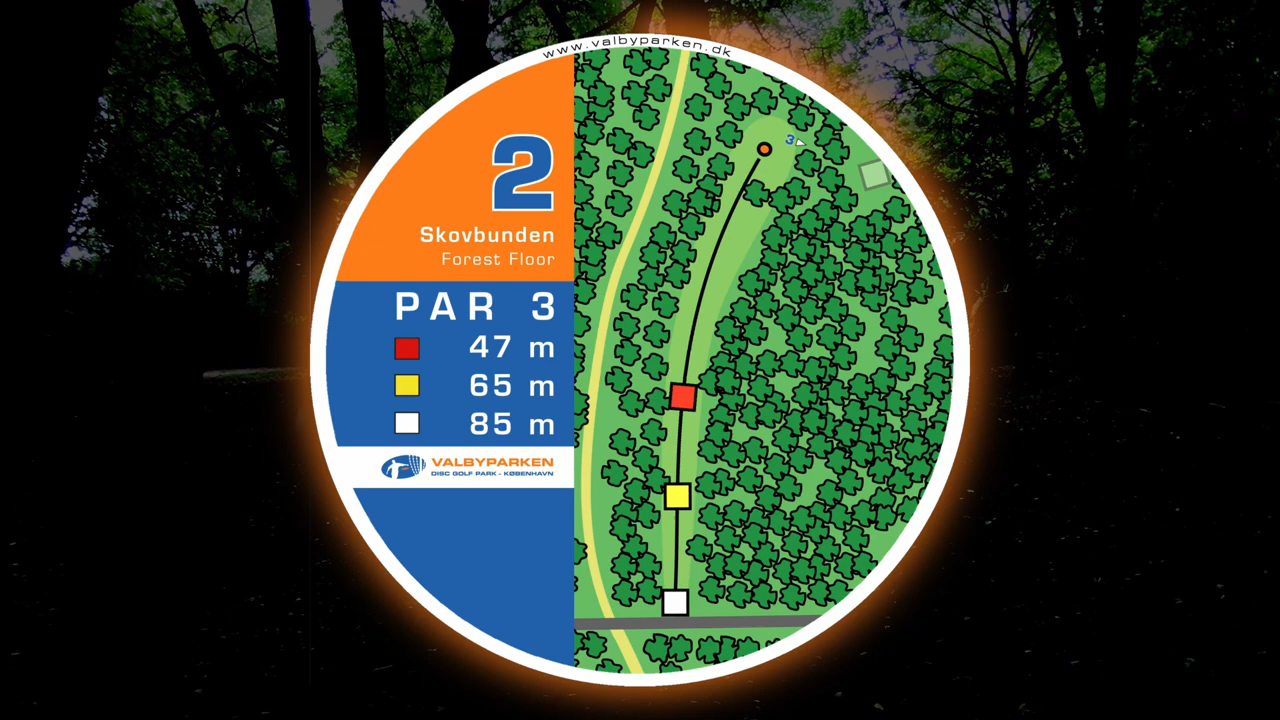 www.valbyparken.dk
2
Skovbunden
Forest Floor
PAR 3
47 m
65 m
85 m
VALBYPARKEN
DISC GOLF PARK - KØBENHAVN
3